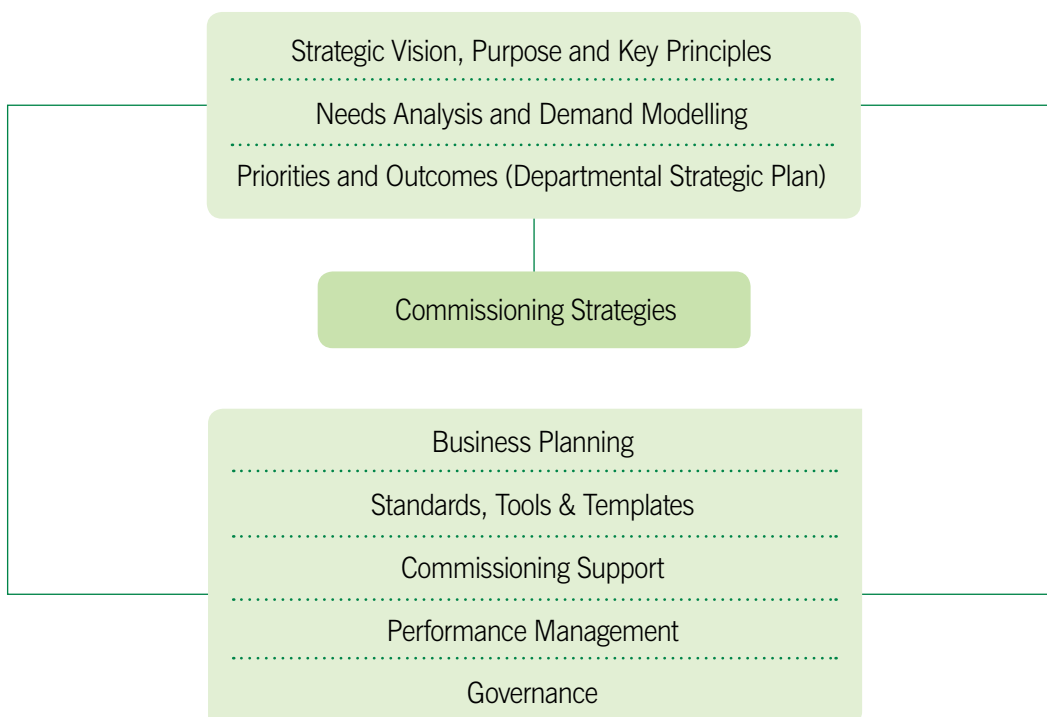 Strategic Vision, Purpose and Key Principles
Needs Analysis and Demand Modelling
Priorities and Outcomes (Departmental Strategic Plan)
Commissioning Strategies
Business Planning
Standards, Tools & Templates
Commissioning Support
Performance Management
Governance